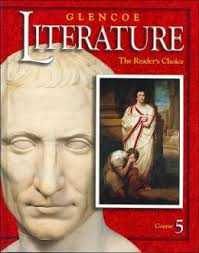 GLENCOE
LITERATURE
The Reader's Choice
Course 5